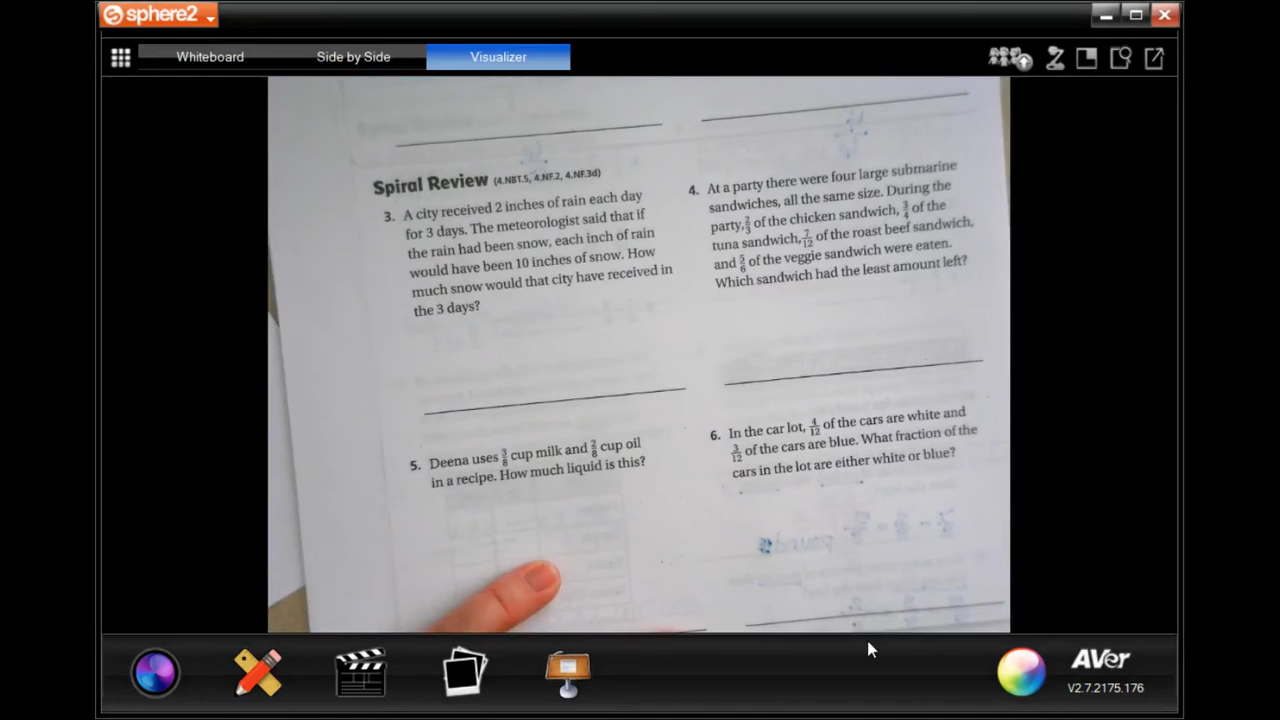 sphere2
Whiteboard
Side by Side
Visualizer
Spiral Review (4.NBT.5, 4.NF.2, 4.NF.3d)
3. A city received 2 inches of rain each day
for 3 days. The meteorologist said that if
the rain had been snow, each inch of rain
would have been 10 inches of snow. How
much snow would that city have received in
the 3 days?
4. At a party there were four large submarine
sandwiches, all the same size. During the
party, 2/3 of the chicken sandwich, 3/4 of the
tuna sandwich, 7/12 of the roast beef sandwich,
and 5/6 of the veggie sandwich were eaten.
Which sandwich had the least amount left?
5. Deena uses 3/8 cup milk and 2/8 cup oil
in a recipe. How much liquid is this?
6. In the car lot, 4/12 of the cars are white and
3/12 of the cars are blue. What fraction of the
cars in the lot are either white or blue?
AVer
V2.7.2175.176